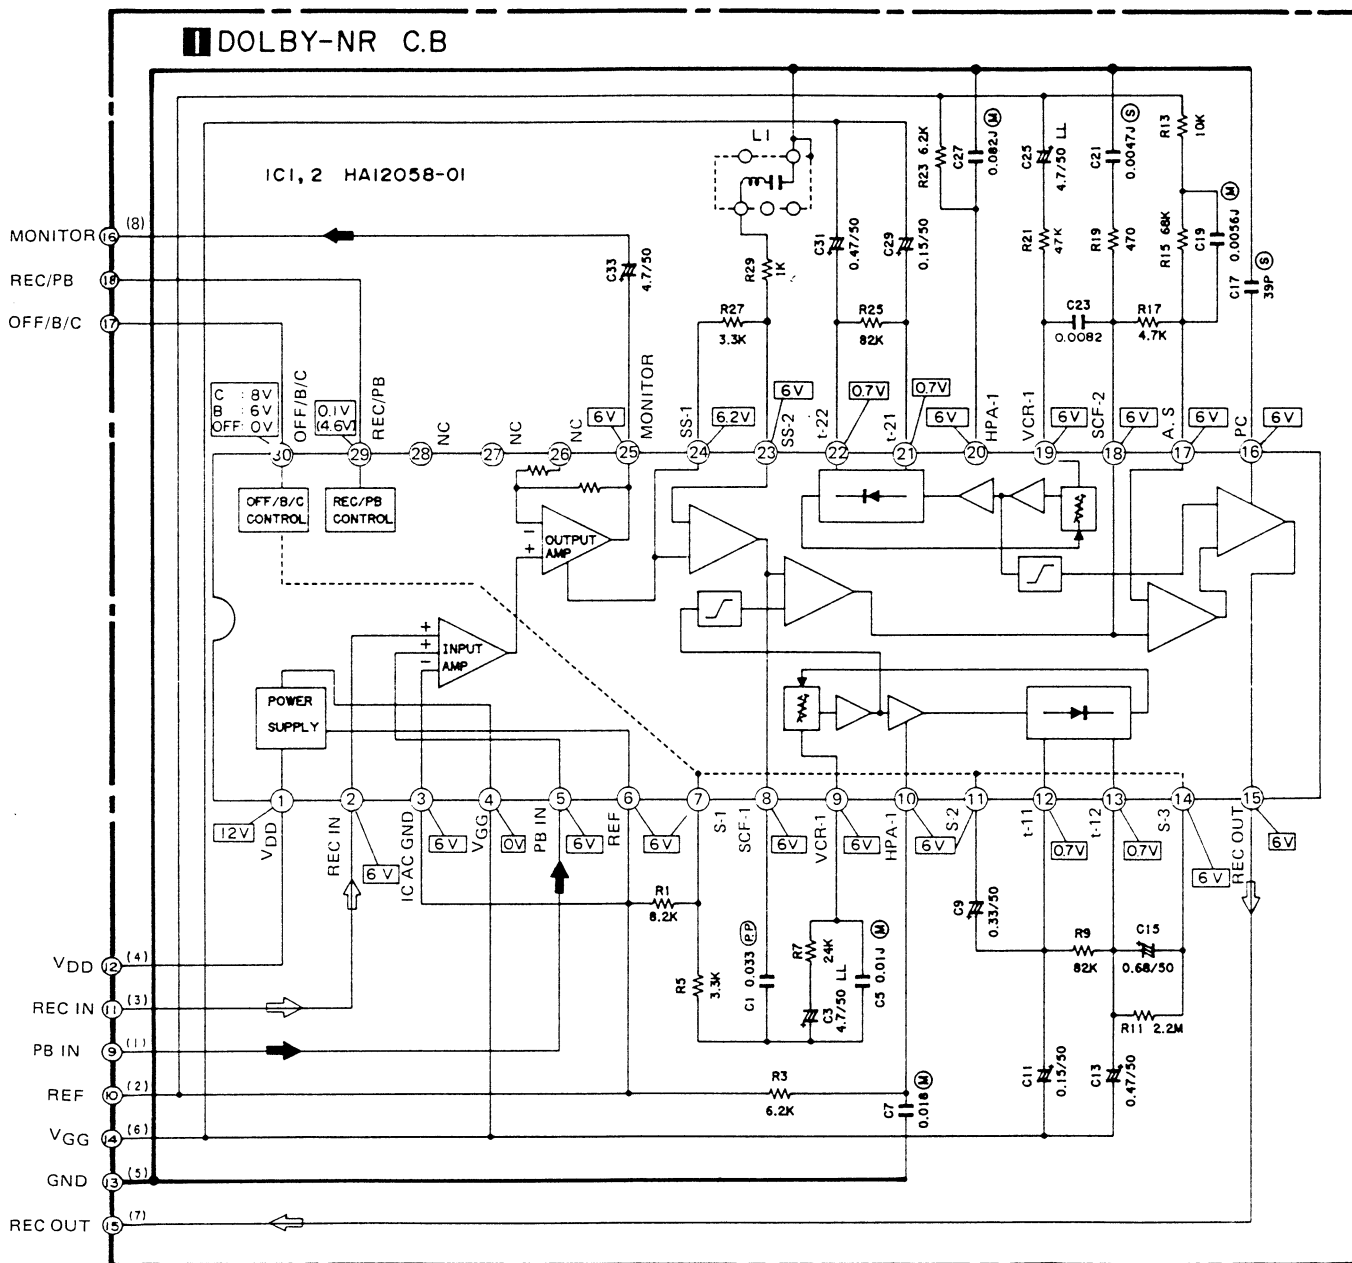 1 DOLBY-NR C.B
IC1, 2 HA12058-01
L1
MONITOR 16 (8)
REC/PB 18
OFF/B/C 17
C33 4.7/50
R29 1K
R27 3.3K
C31 0.47/50
C29 0.15/50
R25 82K
R23 6.2K
C27 0.082J M
C25 4.7/50 LL
C21 0.0047J S
R13 10K
R21 47K
R19 470
R15 68K
C19 0.0056J M
C17 39P S
C23 0.0082
R17 4.7K
C : 8V
B : 6V
OFF: 0V
OFF/B/C
0.1V
(4.6V)
REC/PB
NC
NC
NC
6V
MONITOR
SS-1
6.2V
SS-2
6V
t-22
0.7V
t-21
0.7V
6V
HPA-1
VCR-1
6V
SCF-2
6V
A.S
6V
PC
6V
30 29 28 27 26 25 24 23 22 21 20 19 18 17 16
OFF/B/C
CONTROL
REC/PB
CONTROL
− +
OUTPUT
AMP
+ + −
INPUT
AMP
POWER
SUPPLY
1 2 3 4 5 6 7 8 9 10 11 12 13 14 15
12V
VDD
REC IN
6V
IC AC GND
6V
VGG
0V
PB IN
6V
REF
6V
S-1
SCF-1
6V
VCR-1
6V
HPA-1
6V
S-2
t-11
0.7V
t-12
0.7V
S-3
6V
REC OUT
6V
R1
8.2K
R5 3.3K
C1 0.033 P.P
R7 24K
C3 4.7/50 LL
C5 0.01J M
C9 0.33/50
R9
82K
C15
0.68/50
R11 2.2M
C11 0.15/50
C13 0.47/50
R3
6.2K
C7 0.018 M
VDD 12 (4)
REC IN 11 (3)
PB IN 9 (1)
REF 10 (2)
VGG 14 (6)
GND 13 (5)
REC OUT 15 (7)